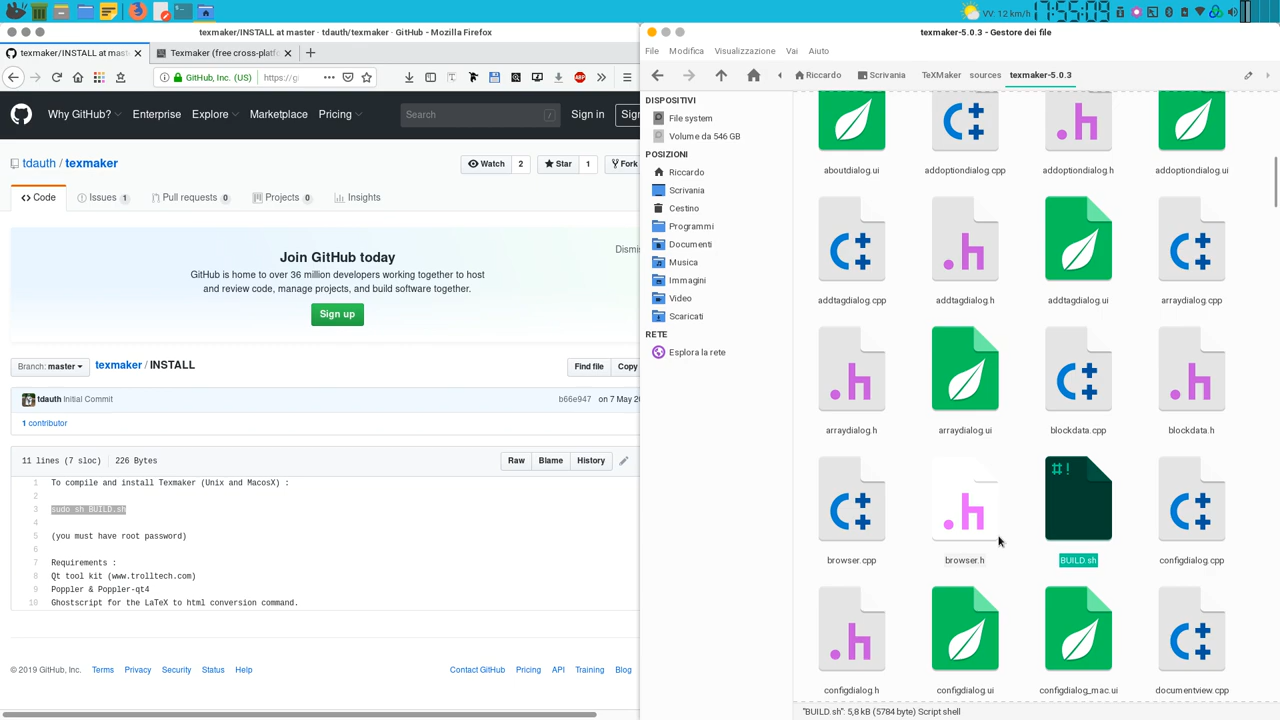 VV. 12 km/h
17:55:09
texmaker/INSTALL at master · tdauth/texmaker · GitHub - Mozilla Firefox
texmaker/INSTALL at mast
Texmaker (free cross-platf
GitHub, Inc. (US)
https://gi
ABP
Why GitHub?
Enterprise
Explore
Marketplace
Pricing
Search
/
Sign in
Sign
tdauth / texmaker
Watch 2
Star 1
Fork
Code
Issues 1
Pull requests 0
Projects 0
Insights
Dismis
Join GitHub today
GitHub is home to over 36 million developers working together to host
and review code, manage projects, and build software together.
Sign up
Branch: master
texmaker / INSTALL
Find file
Copy
tdauth Initial Commit
b66e947
on 7 May 20
1 contributor
11 lines (7 sloc)
226 Bytes
Raw
Blame
History
1 To compile and install Texmaker (Unix and MacosX) :
2
3 sudo sh BUILD.sh
4
5 (you must have root password)
6
7 Requirements :
8 Qt tool kit (www.trolltech.com)
9 Poppler & Poppler-qt4
10 Ghostscript for the LaTeX to html conversion command.
© 2019 GitHub, Inc.
Terms
Privacy
Security
Status
Help
Contact GitHub
Pricing
API
Training
Blog
texmaker-5.0.3 - Gestore dei file
File
Modifica
Visualizzazione
Vai
Aiuto
Riccardo
Scrivania
TeXMaker
sources
texmaker-5.0.3
DISPOSITIVI
File system
Volume da 546 GB
POSIZIONI
Riccardo
Scrivania
Cestino
Programmi
Documenti
Musica
Immagini
Video
Scaricati
RETE
Esplora la rete
C++
.h
aboutdialog.ui
addoptiondialog.cpp
addoptiondialog.h
addoptiondialog.ui
C++
.h
C++
addtagdialog.cpp
addtagdialog.h
addtagdialog.ui
arraydialog.cpp
.h
C++
.h
arraydialog.h
arraydialog.ui
blockdata.cpp
blockdata.h
C++
.h
#!
C++
browser.cpp
browser.h
BUILD.sh
configdialog.cpp
.h
C++
configdialog.h
configdialog.ui
configdialog_mac.ui
documentview.cpp
"BUILD.sh": 5,8 kB (5784 byte) Script shell